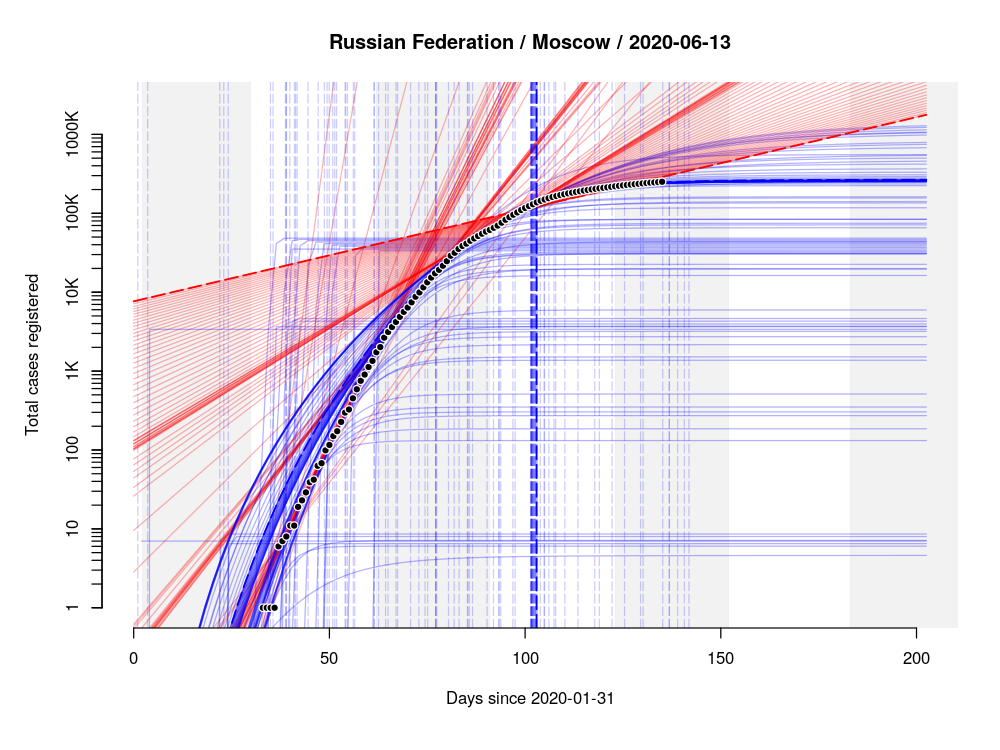 Russian Federation / Moscow / 2020-06-13
Total cases registered
1000K
100K
10K
1K
100
10
1
0 50 100 150 200
Days since 2020-01-31